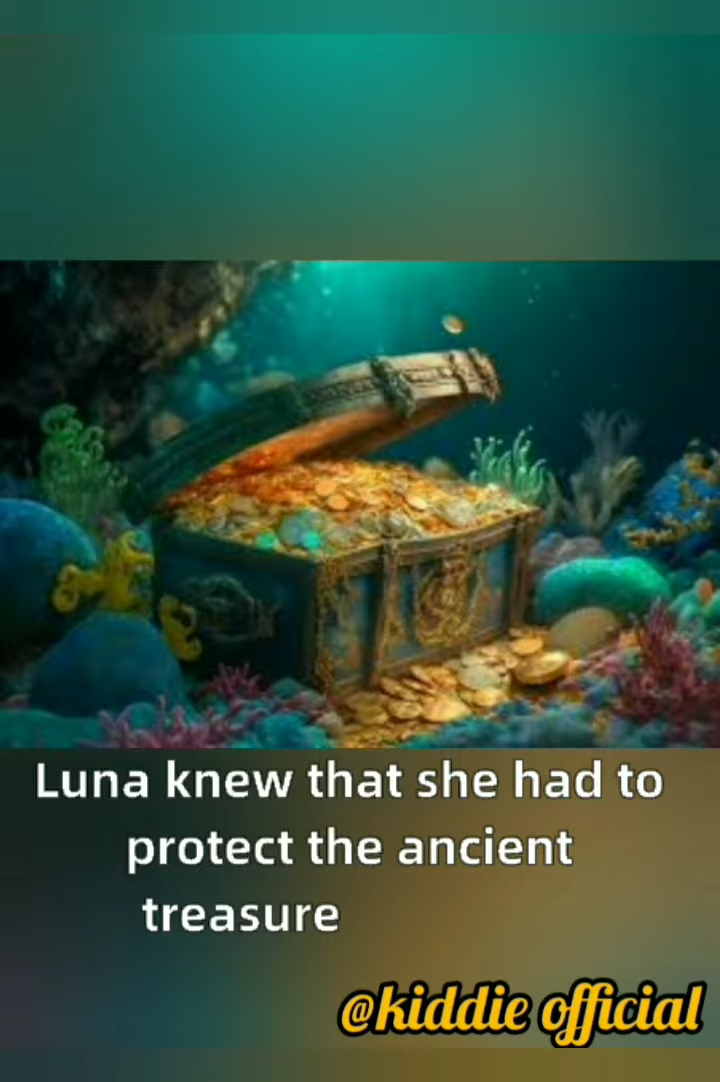 Luna knew that she had to
protect the ancient
treasure
@kiddie official